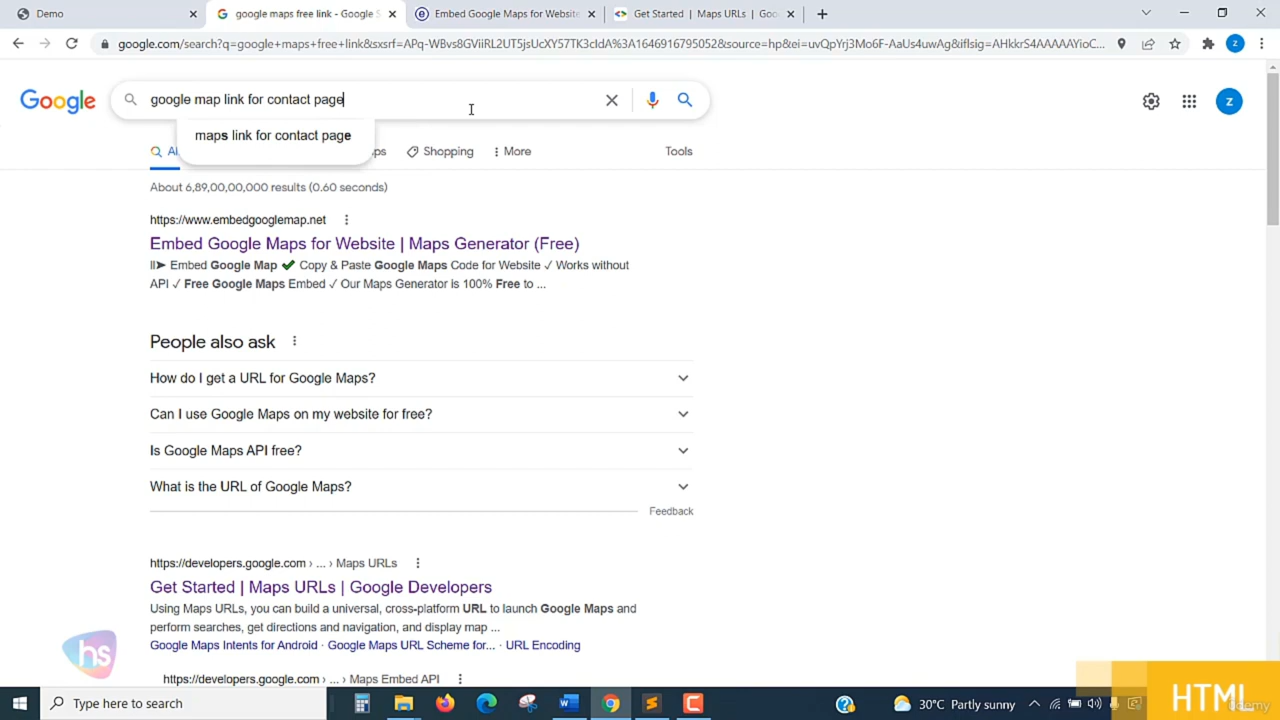 Demo
google maps free link - Google S
Embed Google Maps for Website
Get Started | Maps URLs | Goo
google.com/search?q=google+maps+free+link&sxsrf=APq-WBvs8GViiRL2UT5jsUcXY57TK3cIdA%3A1646916795052&source=hp&ei=uvQpYrj3Mo6F-AaUs4uwAg&iflsig=AHkkrS4AAAAAYioC...
Z
Google
google map link for contact page
Z
maps link for contact page
Al
ps
Shopping
More
Tools
About 6,89,00,00,000 results (0.60 seconds)
https://www.embedgooglemap.net
Embed Google Maps for Website | Maps Generator (Free)
Embed Google Map ✔ Copy & Paste Google Maps Code for Website ✓ Works without
API ✓ Free Google Maps Embed ✓ Our Maps Generator is 100% Free to ...
People also ask
How do I get a URL for Google Maps?
Can I use Google Maps on my website for free?
Is Google Maps API free?
What is the URL of Google Maps?
Feedback
https://developers.google.com › ... › Maps URLs
Get Started | Maps URLs | Google Developers
Using Maps URLs, you can build a universal, cross-platform URL to launch Google Maps and
perform searches, get directions and navigation, and display map ...
Google Maps Intents for Android · Google Maps URL Scheme for... · URL Encoding
https://developers.google.com › ... › Maps Embed API
hs
Type here to search
30°C Partly sunny
HTML
Udemy